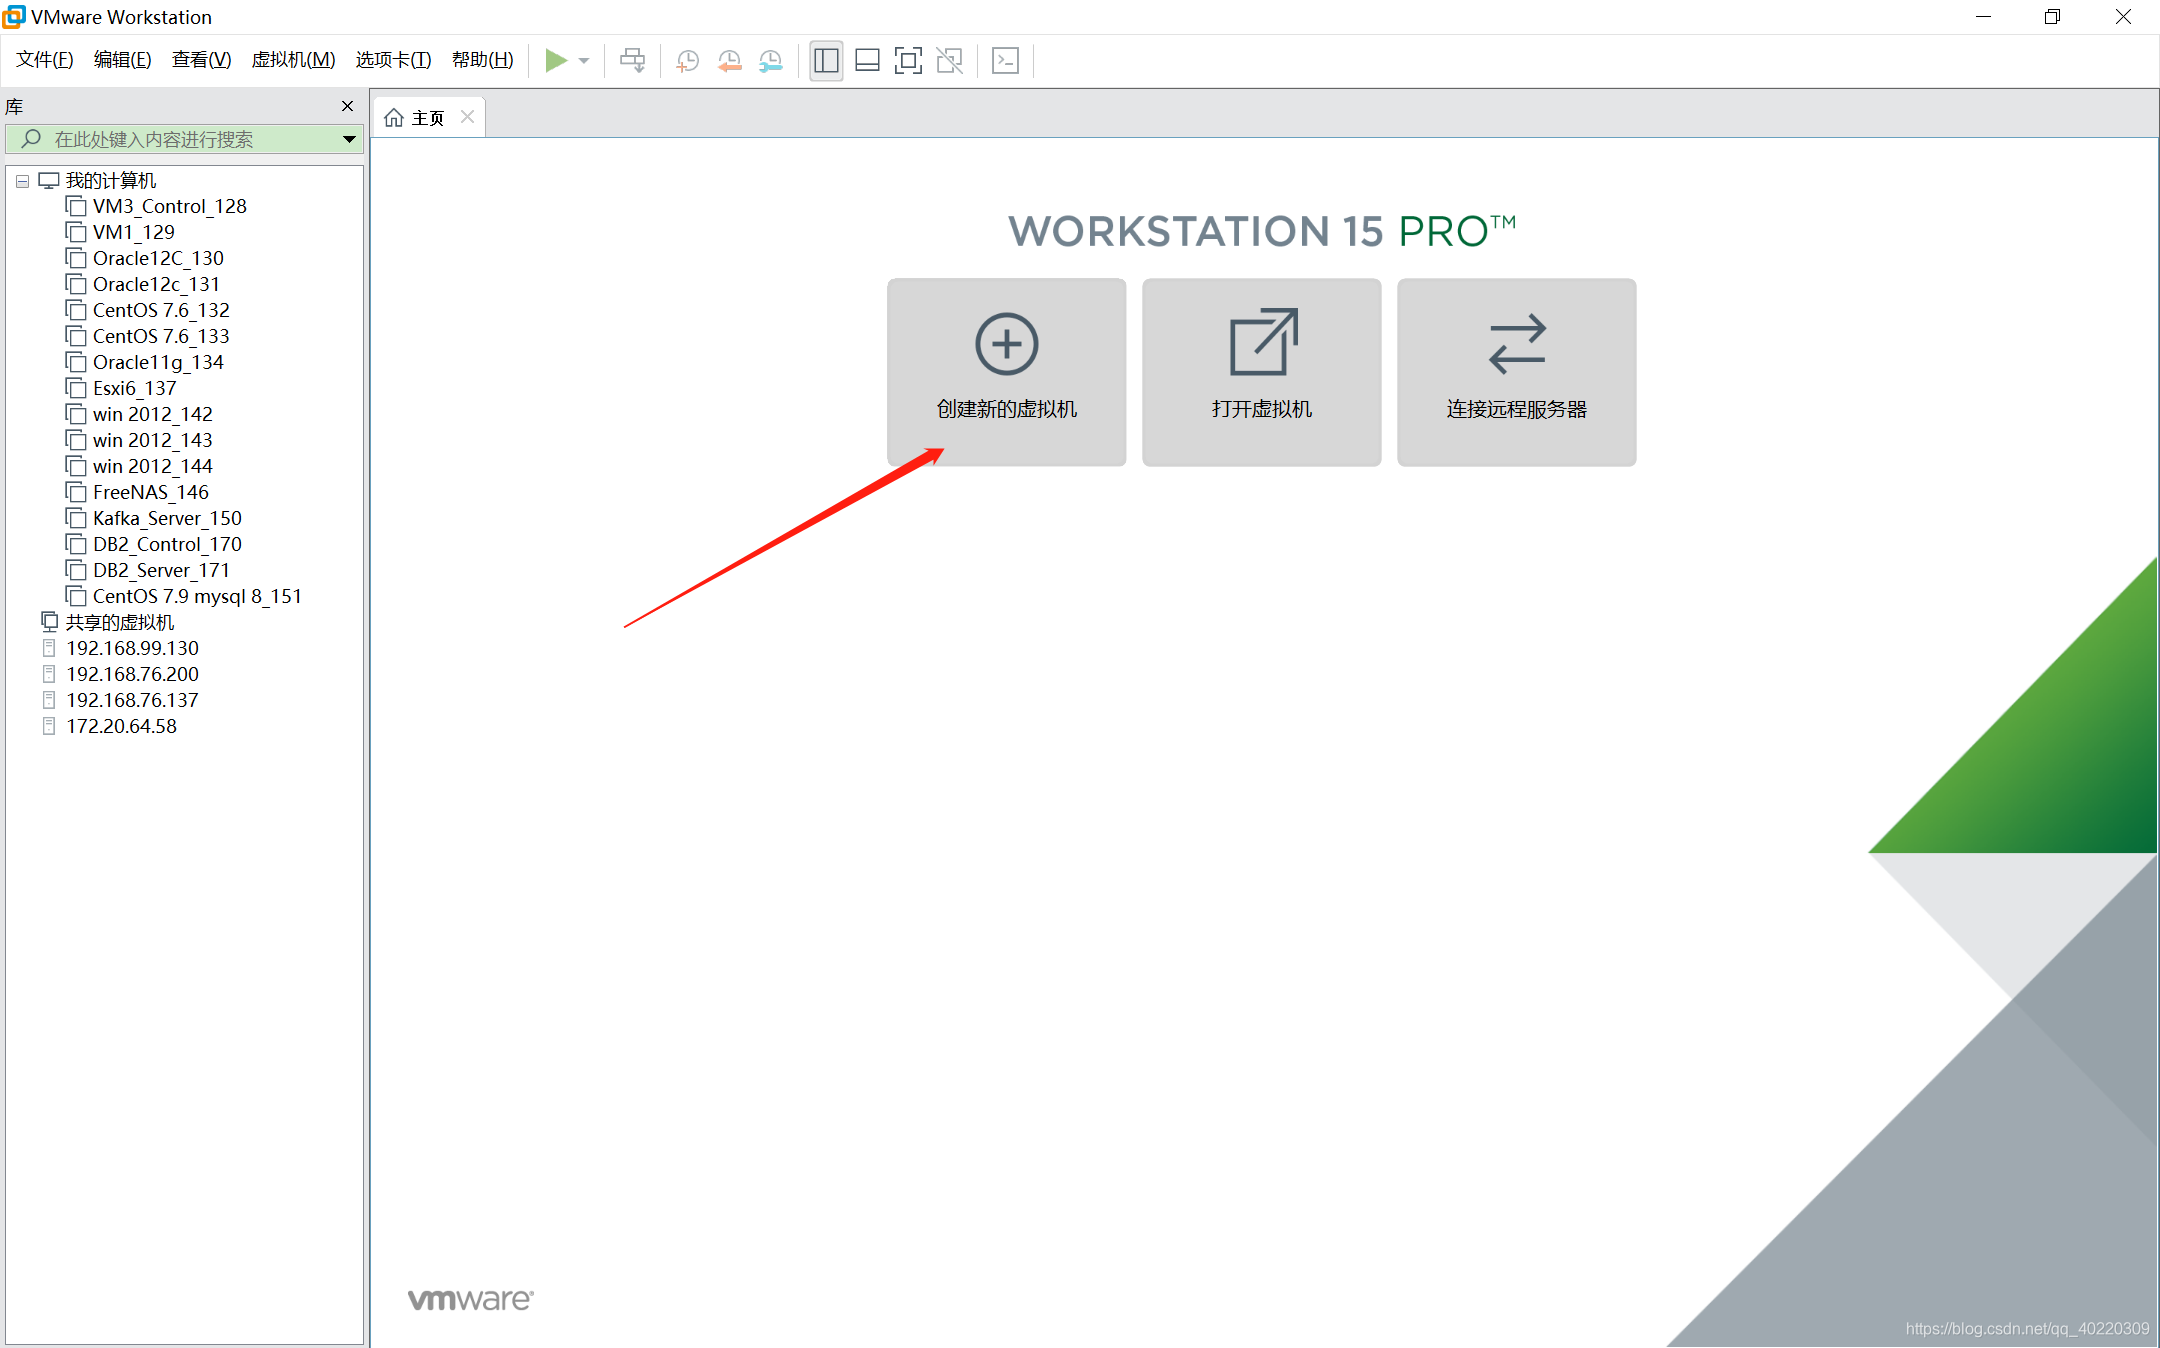 VMware Workstation
文件(F) 编辑(E) 查看(V) 虚拟机(M) 选项卡(T) 帮助(H)
库
在此处键入内容进行搜索
我的计算机
VM3_Control_128
VM1_129
Oracle12C_130
Oracle12c_131
CentOS 7.6_132
CentOS 7.6_133
Oracle11g_134
Esxi6_137
win 2012_142
win 2012_143
win 2012_144
FreeNAS_146
Kafka_Server_150
DB2_Control_170
DB2_Server_171
CentOS 7.9 mysql 8_151
共享的虚拟机
192.168.99.130
192.168.76.200
192.168.76.137
172.20.64.58
主页
WORKSTATION 15 PRO™
创建新的虚拟机
打开虚拟机
连接远程服务器
vmware®
https://blog.csdn.net/qq_40220309